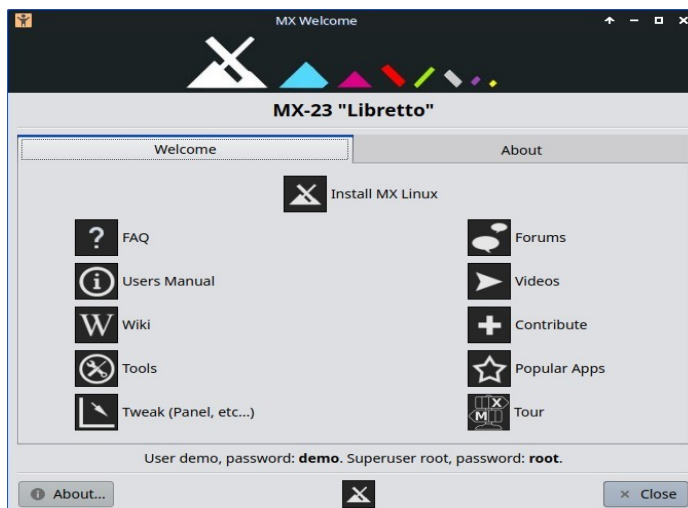 MX Welcome
MX-23 "Libretto"
Welcome About
Install MX Linux
FAQ Forums
Users Manual Videos
Wiki Contribute
Tools Popular Apps
Tweak (Panel, etc...) Tour
User demo, password: demo. Superuser root, password: root.
About... Close